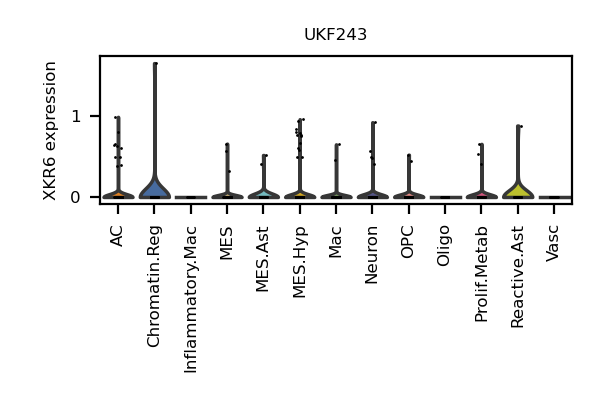 UKF243
XKR6 expression
1
0
AC
Chromatin.Reg
Inflammatory.Mac
MES
MES.Ast
MES.Hyp
Mac
Neuron
OPC
Oligo
Prolif.Metab
Reactive.Ast
Vasc